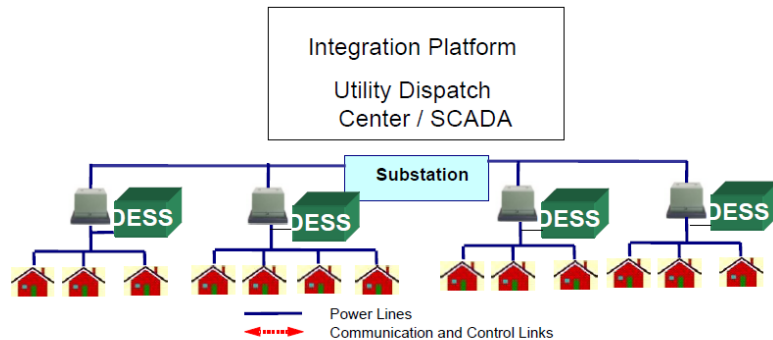 Integration Platform
Utility Dispatch
Center / SCADA
Substation
DESS
DESS
DESS
DESS
Power Lines
Communication and Control Links